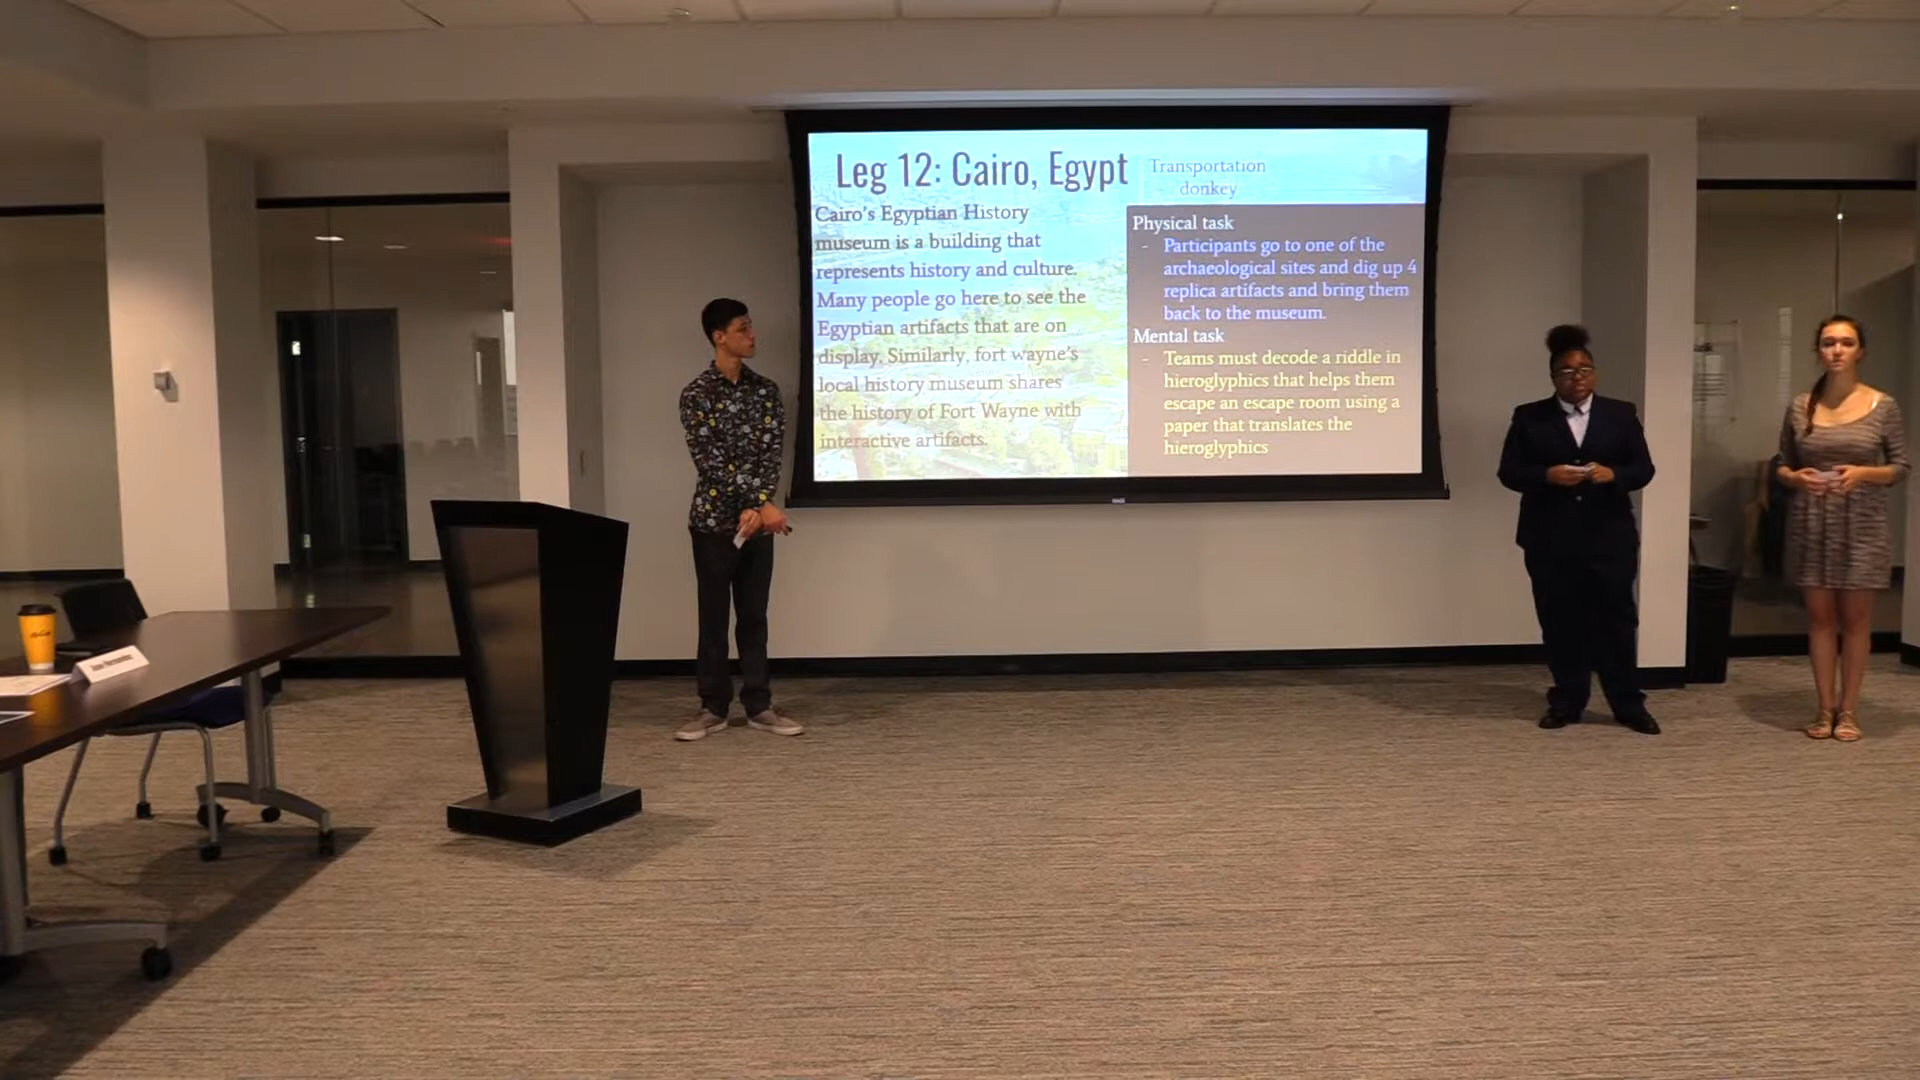 Leg 12: Cairo, Egypt
Transportation
- donkey
Cairo's Egyptian History
museum is a building that
represents history and culture.
Many people go here to see the
Egyptian artifacts that are on
display. Similarly, fort wayne's
local history museum shares
the history of Fort Wayne with
interactive artifacts.
Physical task
- Participants go to one of the
archaeological sites and dig up 4
replica artifacts and bring them
back to the museum.
Mental task
- Teams must decode a riddle in
hieroglyphics that helps them
escape an escape room using a
paper that translates the
hieroglyphics